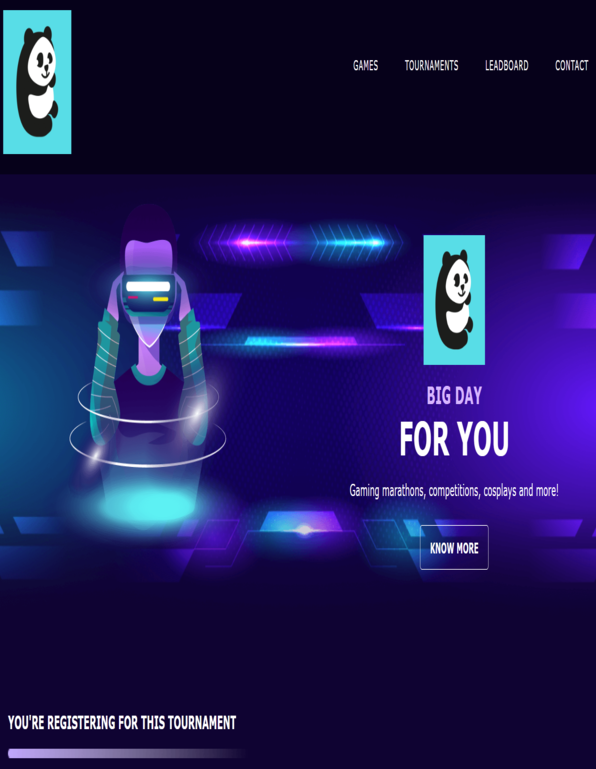 GAMES TOURNAMENTS LEADBOARD CONTACT
BIG DAY
FOR YOU
Gaming marathons, competitions, cosplays and more!
KNOW MORE
YOU'RE REGISTERING FOR THIS TOURNAMENT